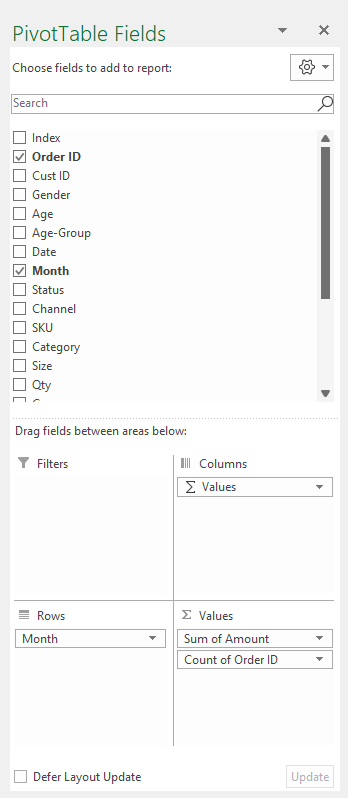 PivotTable Fields
Choose fields to add to report:
Search
Index
Order ID
Cust ID
Gender
Age
Age-Group
Date
Month
Status
Channel
SKU
Category
Size
Qty
Drag fields between areas below:
Filters
Columns
Σ Values
Rows
Σ Values
Month
Sum of Amount
Count of Order ID
Defer Layout Update
Update